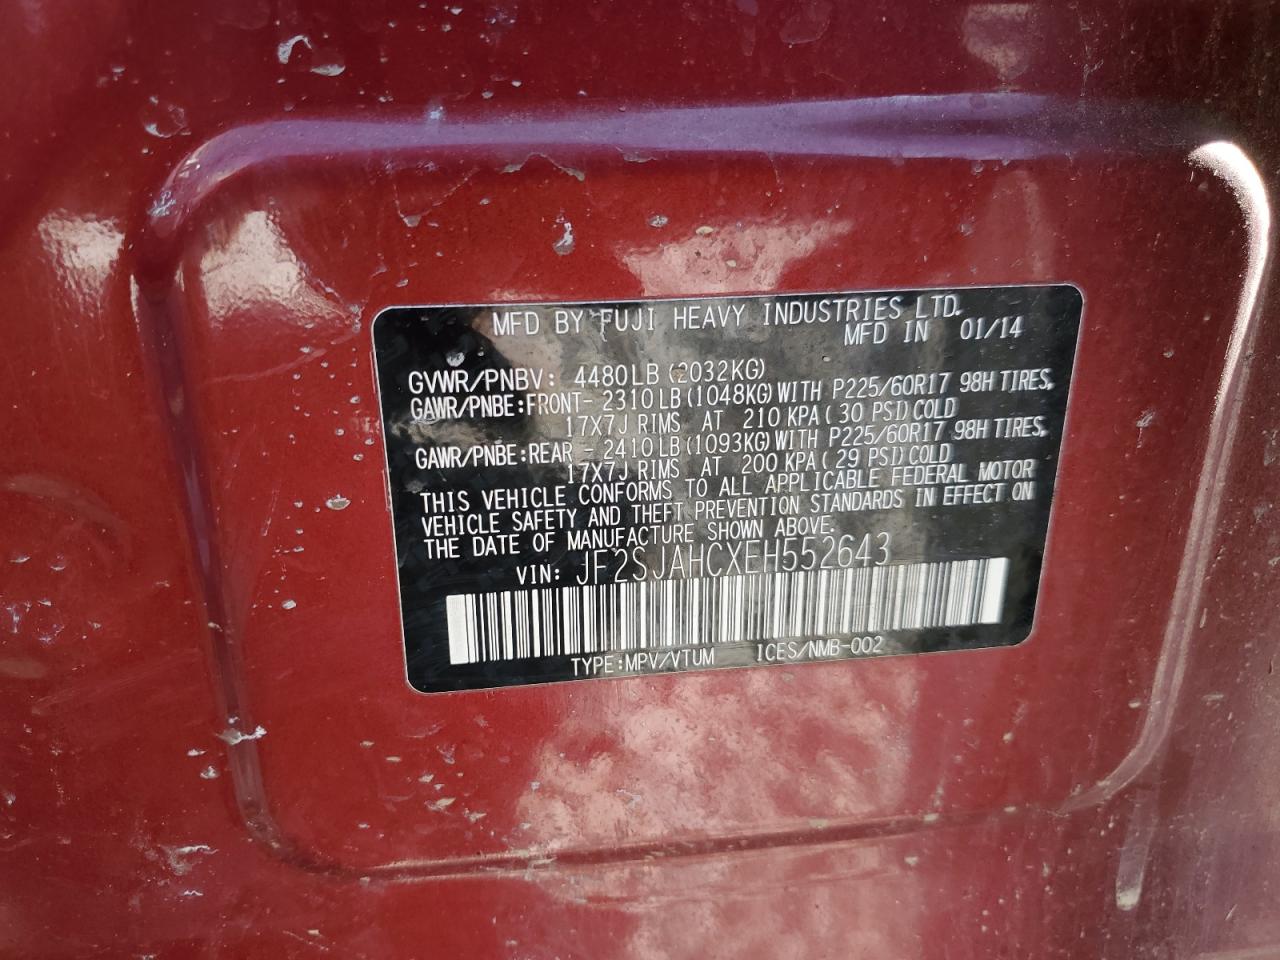 MFD BY FUJI HEAVY INDUSTRIES LTD.
MFD IN 01/14
GVWR/PNBV: 4480LB (2032KG)
GAWR/PNBE:FRONT- 2310LB(1048KG)WITH P225/60R17 98H TIRES,
17X7J RIMS AT 210 KPA( 30 PSI)COLD
GAWR/PNBE:REAR - 2410LB(1093KG)WITH P225/60R17 98H TIRES,
17X7J RIMS AT 200 KPA( 29 PSI)COLD
THIS VEHICLE CONFORMS TO ALL APPLICABLE FEDERAL MOTOR
VEHICLE SAFETY AND THEFT PREVENTION STANDARDS IN EFFECT ON
THE DATE OF MANUFACTURE SHOWN ABOVE.
VIN: JF2SJAHCXEH552643
TYPE:MPV/VTUM ICES/NMB-002